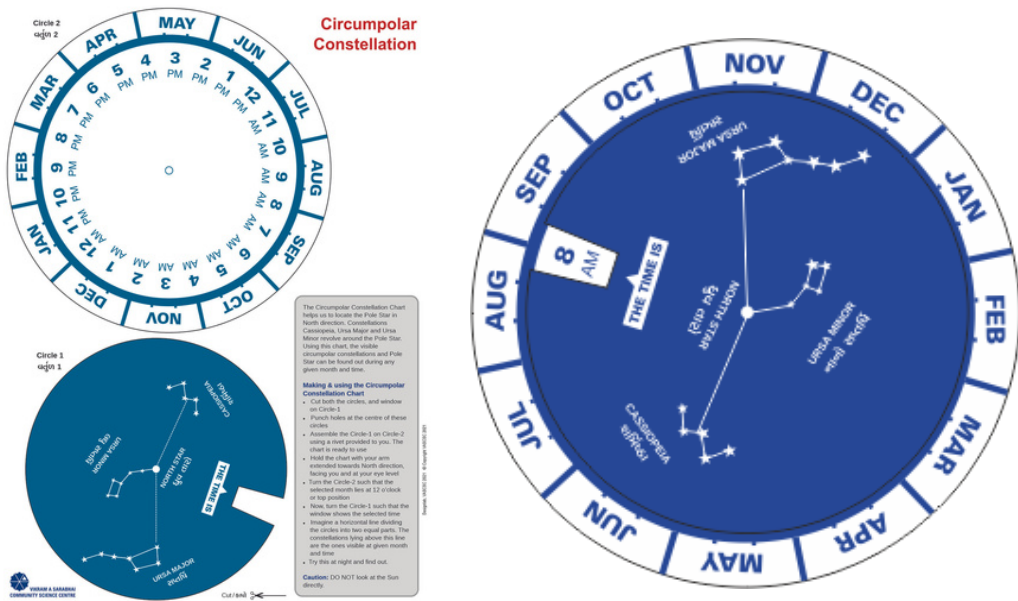 Circumpolar
Constellation
Circle 2
વર્તુળ 2
MAY
JUN
JUL
AUG
SEP
OCT
NOV
DEC
JAN
FEB
MAR
APR
3 PM
2 PM
1 PM
12
11 AM
10 AM
9 AM
8 AM
7 AM
6 AM
5 AM
4 AM
3 AM
2 AM
1 AM
12 AM
11 PM
10 PM
9 PM
8 PM
7 PM
6 PM
5 PM
4 PM
Circle 1
વર્તુળ 1
CASSIOPEIA
URSA MINOR
NORTH STAR
ધ્રુવ તારો
THE TIME IS
URSA MAJOR
સપ્તર્ષિ
VIKRAM A SARABHAI
COMMUNITY SCIENCE CENTRE
Cut /
The Circumpolar Constellation Chart
helps us to locate the Pole Star in
North direction. Constellations
Cassiopeia, Ursa Major and Ursa
Minor revolve around the Pole Star.
Using this chart, the visible
circumpolar constellations and Pole
Star can be found out during any
given month and time.
Making & using the Circumpolar
Constellation Chart
• Cut both the circles, and window
on Circle-1
• Punch holes at the centre of these
circles
• Assemble the Circle-1 on Circle-2
using a rivet provided to you. The
chart is ready to use
• Hold the chart with your arm
extended towards North direction,
facing you and at your eye level
• Turn the Circle-2 such that the
selected month lies at 12 o'clock
or top position
• Now, turn the Circle-1 such that the
window shows the selected time
• Imagine a horizontal line dividing
the circles into two equal parts. The
constellations lying above this line
are the ones visible at given month
and time
• Try this at night and find out.
Caution: DO NOT look at the Sun
directly.
NOV
DEC
JAN
FEB
MAR
APR
MAY
JUN
JUL
AUG
SEP
OCT
URSA MAJOR
સપ્તર્ષિ
8
AM
THE TIME IS
NORTH STAR
ધ્રુવ તારો
URSA MINOR
CASSIOPEIA